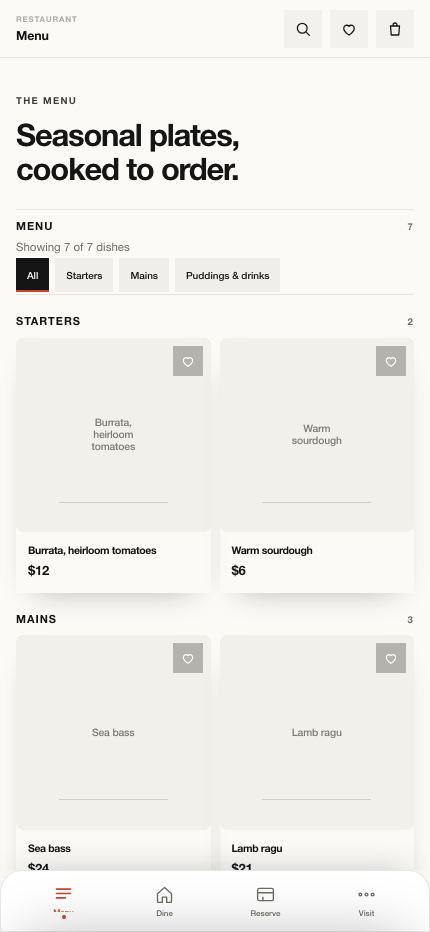 RESTAURANT
Menu
THE MENU
Seasonal plates,
cooked to order.
MENU 7
Showing 7 of 7 dishes
All Starters Mains Puddings & drinks
STARTERS 2
Burrata,
heirloom
tomatoes
Warm
sourdough
Burrata, heirloom tomatoes
$12
Warm sourdough
$6
MAINS 3
Sea bass
Lamb ragu
Sea bass
$24
Lamb ragu
$21
Dine
Reserve
Visit